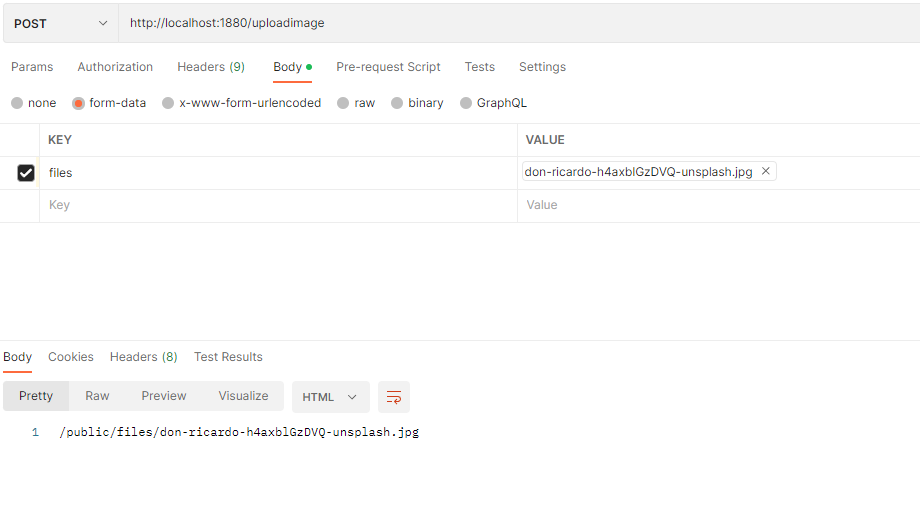 POST http://localhost:1880/uploadimage
Params Authorization Headers (9) Body Pre-request Script Tests Settings
none form-data x-www-form-urlencoded raw binary GraphQL
KEY VALUE
files don-ricardo-h4axblGzDVQ-unsplash.jpg
Key Value
Body Cookies Headers (8) Test Results
Pretty Raw Preview Visualize HTML
1 /public/files/don-ricardo-h4axblGzDVQ-unsplash.jpg